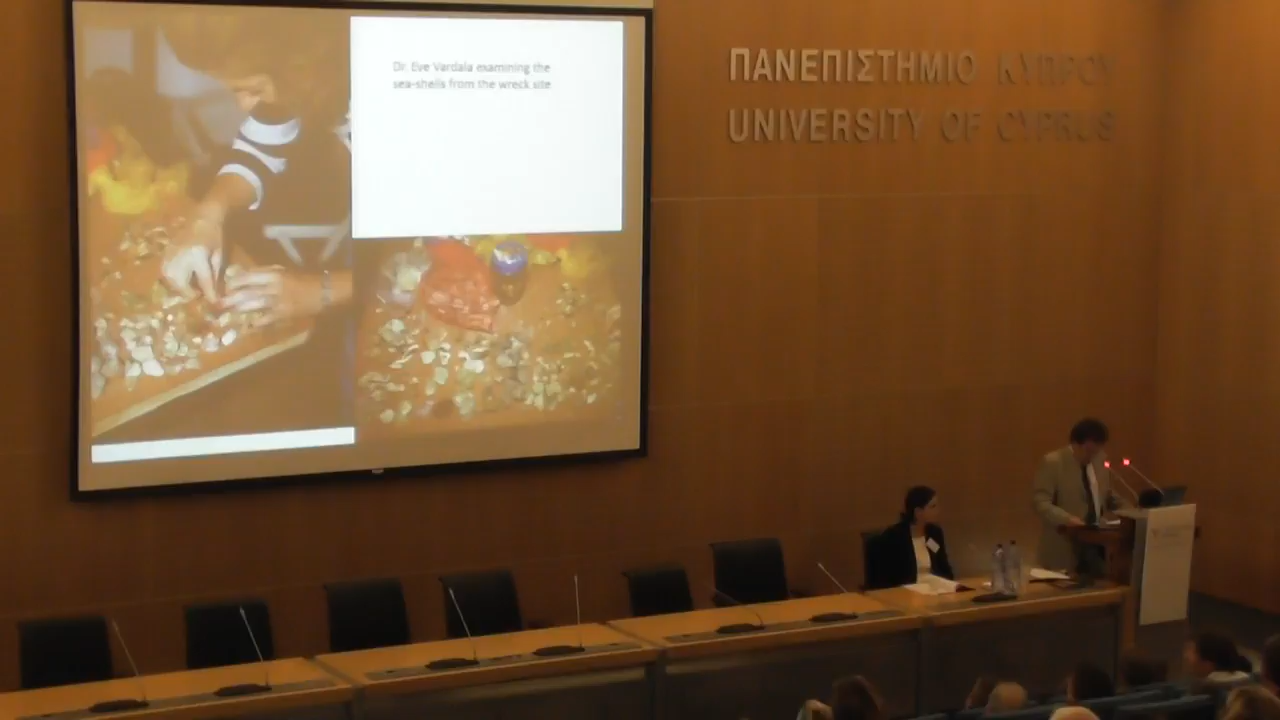 Dr. Eve Vardala examining the
sea-shells from the wreck site
ΠΑΝΕΠΙΣΤΗΜΙΟ ΚΥΠΡΟΥ
UNIVERSITY OF CYPRUS